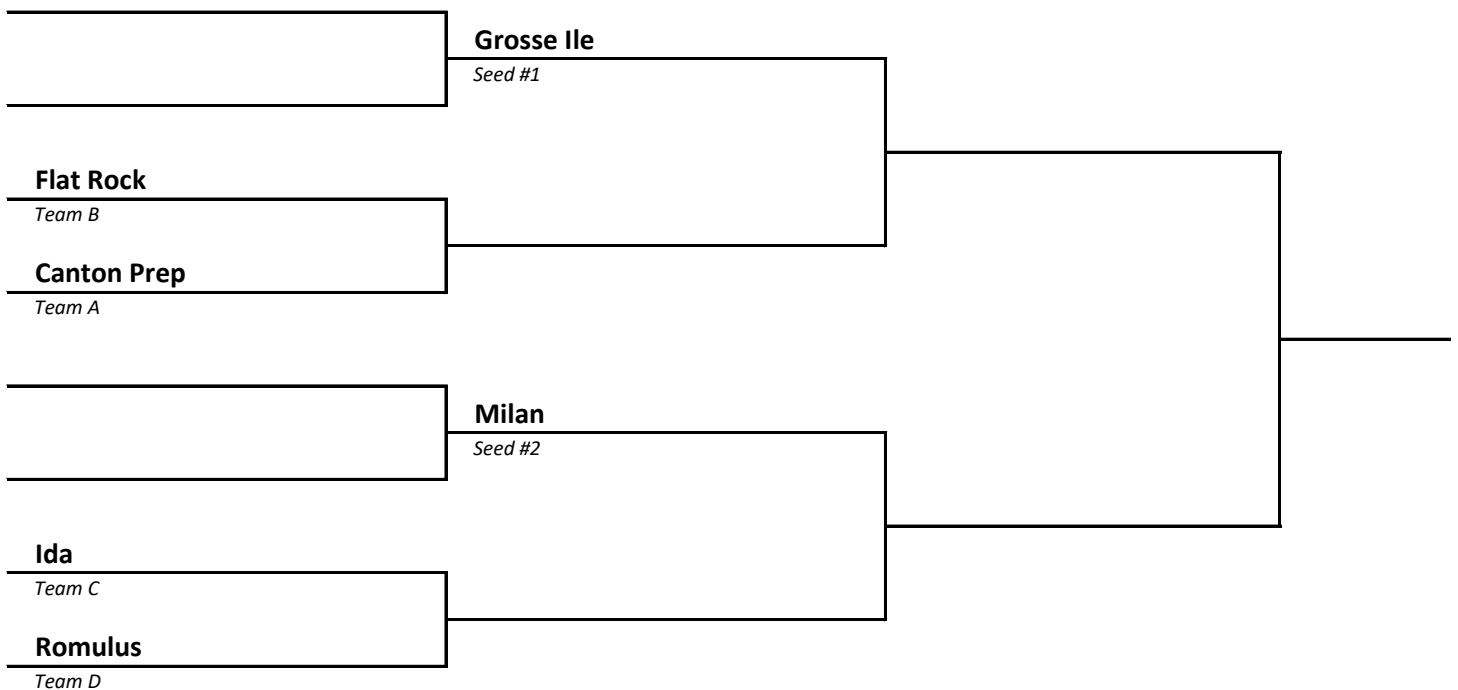 Grosse Ile
Seed #1
Flat Rock
Team B
Canton Prep
Team A
Milan
Seed #2
Ida
Team C
Romulus
Team D